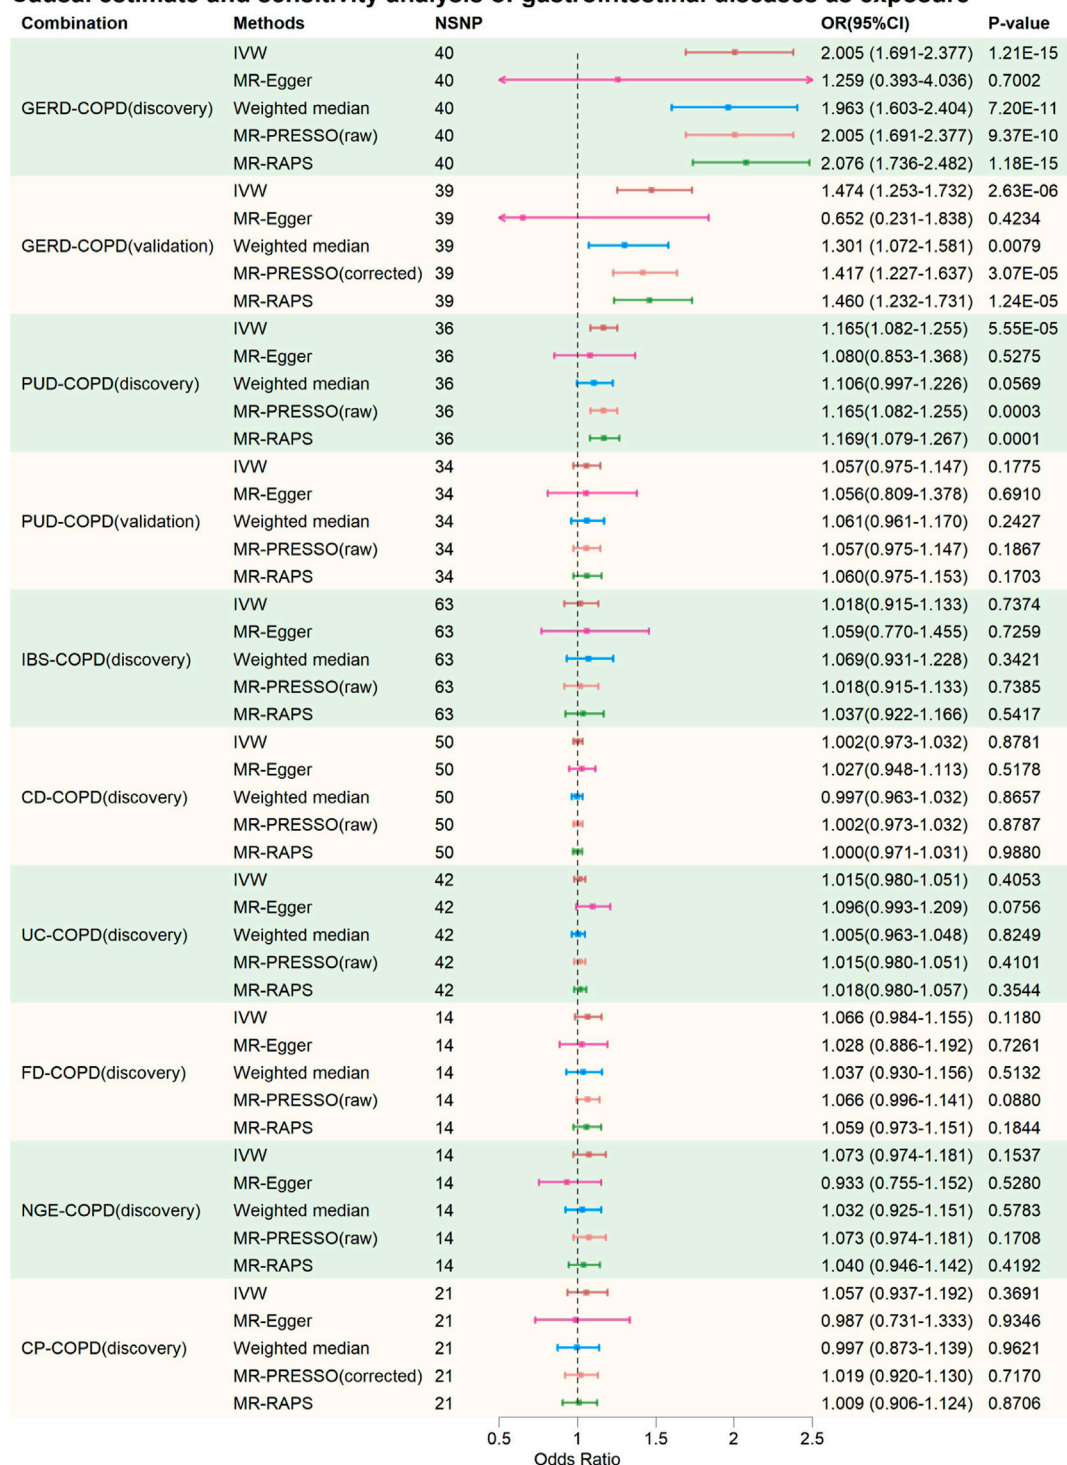 Causal estimate and sensitivity analysis of gastrointestinal diseases as exposure
Combination Methods NSNP OR(95%CI) P-value
IVW 40 2.005 (1.691-2.377) 1.21E-15
MR-Egger 40 1.259 (0.393-4.036) 0.7002
GERD-COPD(discovery) Weighted median 40 1.963 (1.603-2.404) 7.20E-11
MR-PRESSO(raw) 40 2.005 (1.691-2.377) 9.37E-10
MR-RAPS 40 2.076 (1.736-2.482) 1.18E-15
IVW 39 1.474 (1.253-1.732) 2.63E-06
MR-Egger 39 0.652 (0.231-1.838) 0.4234
GERD-COPD(validation) Weighted median 39 1.301 (1.072-1.581) 0.0079
MR-PRESSO(corrected) 39 1.417 (1.227-1.637) 3.07E-05
MR-RAPS 39 1.460 (1.232-1.731) 1.24E-05
IVW 36 1.165(1.082-1.255) 5.55E-05
MR-Egger 36 1.080(0.853-1.368) 0.5275
PUD-COPD(discovery) Weighted median 36 1.106(0.997-1.226) 0.0569
MR-PRESSO(raw) 36 1.165(1.082-1.255) 0.0003
MR-RAPS 36 1.169(1.079-1.267) 0.0001
IVW 34 1.057(0.975-1.147) 0.1775
MR-Egger 34 1.056(0.809-1.378) 0.6910
PUD-COPD(validation) Weighted median 34 1.061(0.961-1.170) 0.2427
MR-PRESSO(raw) 34 1.057(0.975-1.147) 0.1867
MR-RAPS 34 1.060(0.975-1.153) 0.1703
IVW 63 1.018(0.915-1.133) 0.7374
MR-Egger 63 1.059(0.770-1.455) 0.7259
IBS-COPD(discovery) Weighted median 63 1.069(0.931-1.228) 0.3421
MR-PRESSO(raw) 63 1.018(0.915-1.133) 0.7385
MR-RAPS 63 1.037(0.922-1.166) 0.5417
IVW 50 1.002(0.973-1.032) 0.8781
MR-Egger 50 1.027(0.948-1.113) 0.5178
CD-COPD(discovery) Weighted median 50 0.997(0.963-1.032) 0.8657
MR-PRESSO(raw) 50 1.002(0.973-1.032) 0.8787
MR-RAPS 50 1.000(0.971-1.031) 0.9880
IVW 42 1.015(0.980-1.051) 0.4053
MR-Egger 42 1.096(0.993-1.209) 0.0756
UC-COPD(discovery) Weighted median 42 1.005(0.963-1.048) 0.8249
MR-PRESSO(raw) 42 1.015(0.980-1.051) 0.4101
MR-RAPS 42 1.018(0.980-1.057) 0.3544
IVW 14 1.066 (0.984-1.155) 0.1180
MR-Egger 14 1.028 (0.886-1.192) 0.7261
FD-COPD(discovery) Weighted median 14 1.037 (0.930-1.156) 0.5132
MR-PRESSO(raw) 14 1.066 (0.996-1.141) 0.0880
MR-RAPS 14 1.059 (0.973-1.151) 0.1844
IVW 14 1.073 (0.974-1.181) 0.1537
MR-Egger 14 0.933 (0.755-1.152) 0.5280
NGE-COPD(discovery) Weighted median 14 1.032 (0.925-1.151) 0.5783
MR-PRESSO(raw) 14 1.073 (0.974-1.181) 0.1708
MR-RAPS 14 1.040 (0.946-1.142) 0.4192
IVW 21 1.057 (0.937-1.192) 0.3691
MR-Egger 21 0.987 (0.731-1.333) 0.9346
CP-COPD(discovery) Weighted median 21 0.997 (0.873-1.139) 0.9621
MR-PRESSO(corrected) 21 1.019 (0.920-1.130) 0.7170
MR-RAPS 21 1.009 (0.906-1.124) 0.8706
0.5 1 1.5 2 2.5
Odds Ratio